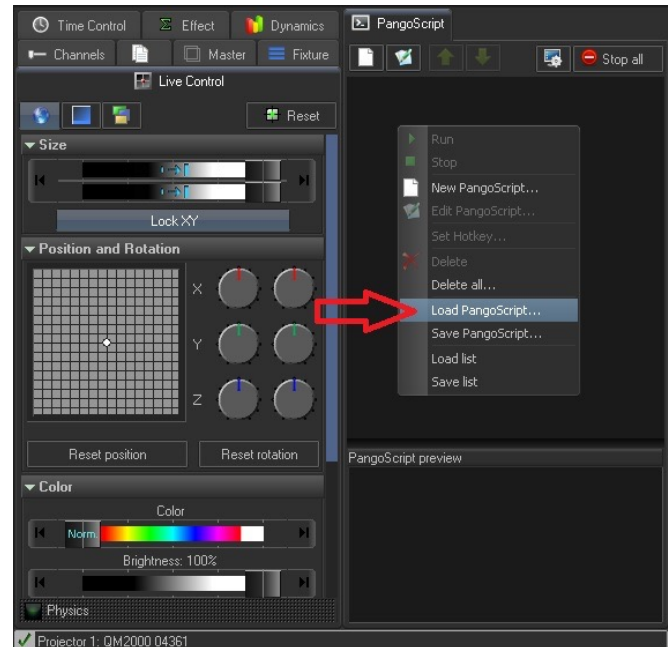 Time Control
Effect
Dynamics
Channels
Master
Fixture
Live Control
Reset
Size
Lock XY
Position and Rotation
X
Y
Z
Reset position
Reset rotation
Color
Color
Norm.
Brightness: 100%
Physics
Projector 1: QM2000 04361
PangoScript
Stop all
Run
Stop
New PangoScript...
Edit PangoScript...
Set Hotkey...
Delete
Delete all...
Load PangoScript...
Save PangoScript...
Load list
Save list
PangoScript preview